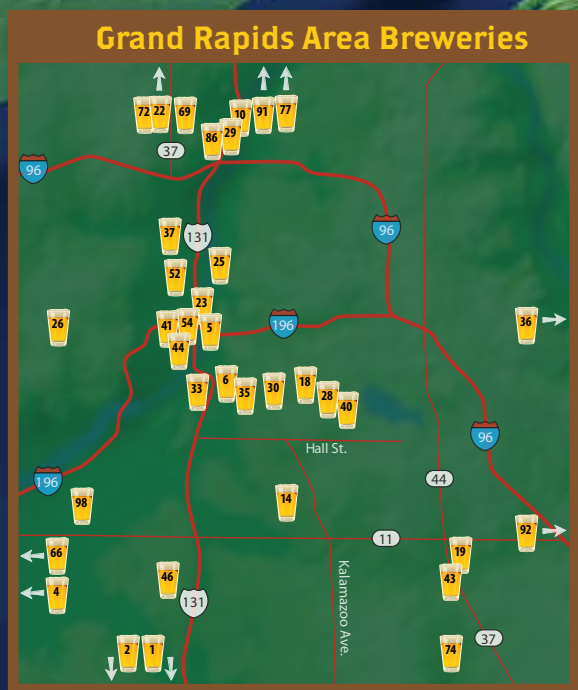 Grand Rapids Area Breweries
72 22 69 10 91 77
86 29
37
96
37 131 25 96
52
23
26 41 54 5 196 36
44
33 6 35 30 18 28 40
Hall St.
96
196 44
98 14
92
66 11 19
4 46 43
131
Kalamazoo Ave.
37
2 1 74